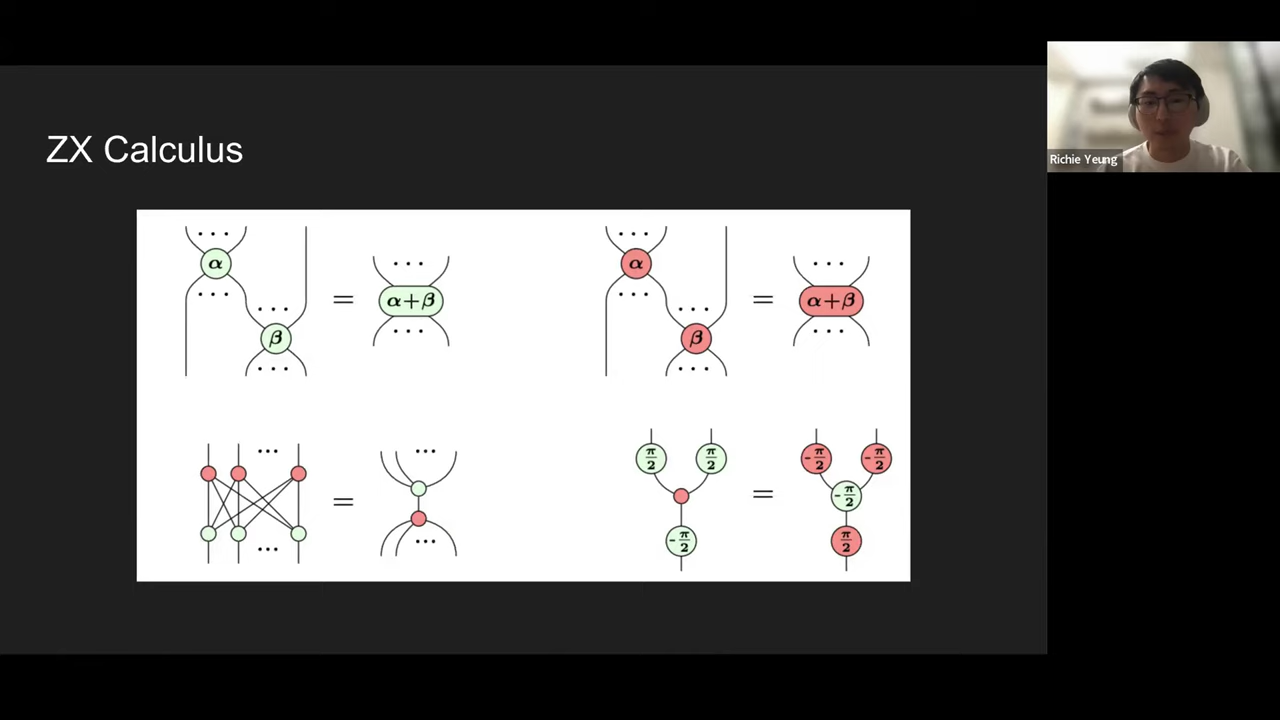 ZX Calculus
Richie Yeung
... ... 
α α
... = ... ... = ...
... α+β ... α+β
β ... β ...
... ...
... ... π/2 π/2 -π/2 -π/2
= = -π/2
... ... -π/2 π/2